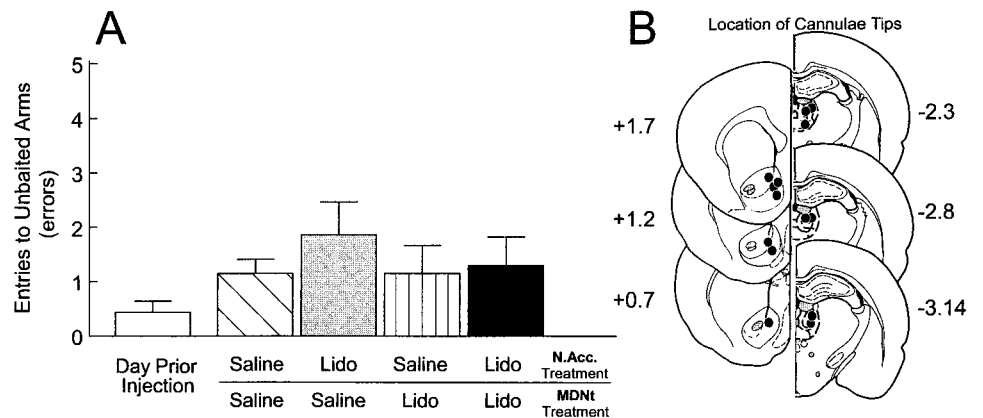 A
5
4
3
2
1
0
Entries to Unbaited Arms
(errors)
Day Prior
Injection
Saline Lido Saline Lido N.Acc. Treatment
Saline Saline Lido Lido MDNt Treatment
B
Location of Cannulae Tips
+1.7
+1.2
+0.7
-2.3
-2.8
-3.14